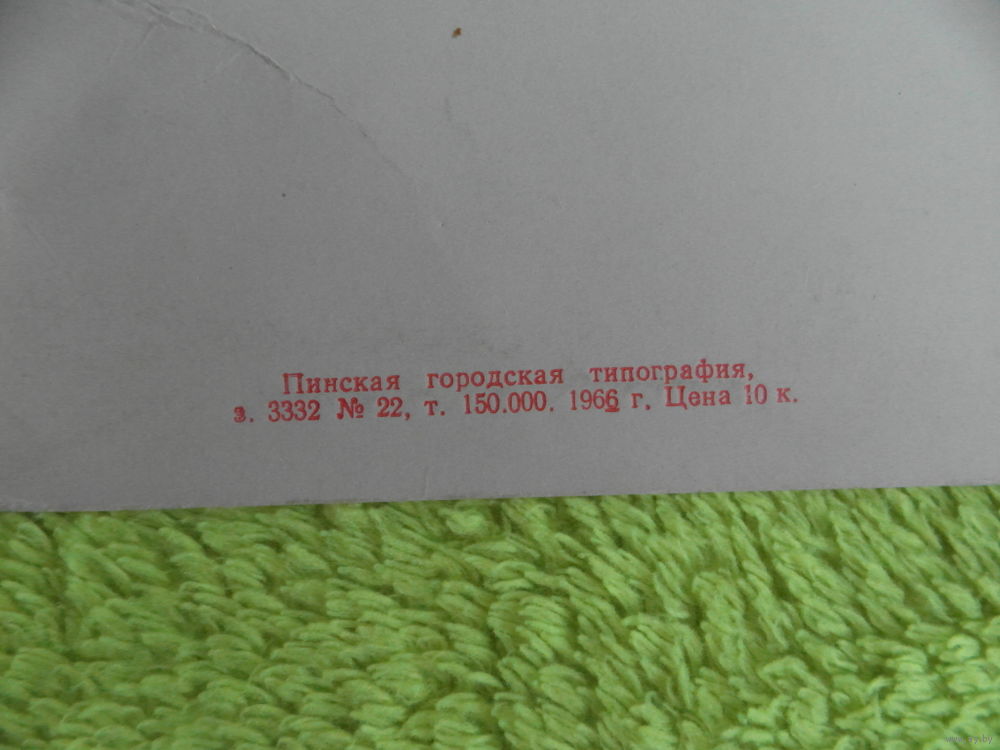 Пинская городская типография,
з. 3332 № 22, т. 150.000. 1966 г. Цена 10 к.